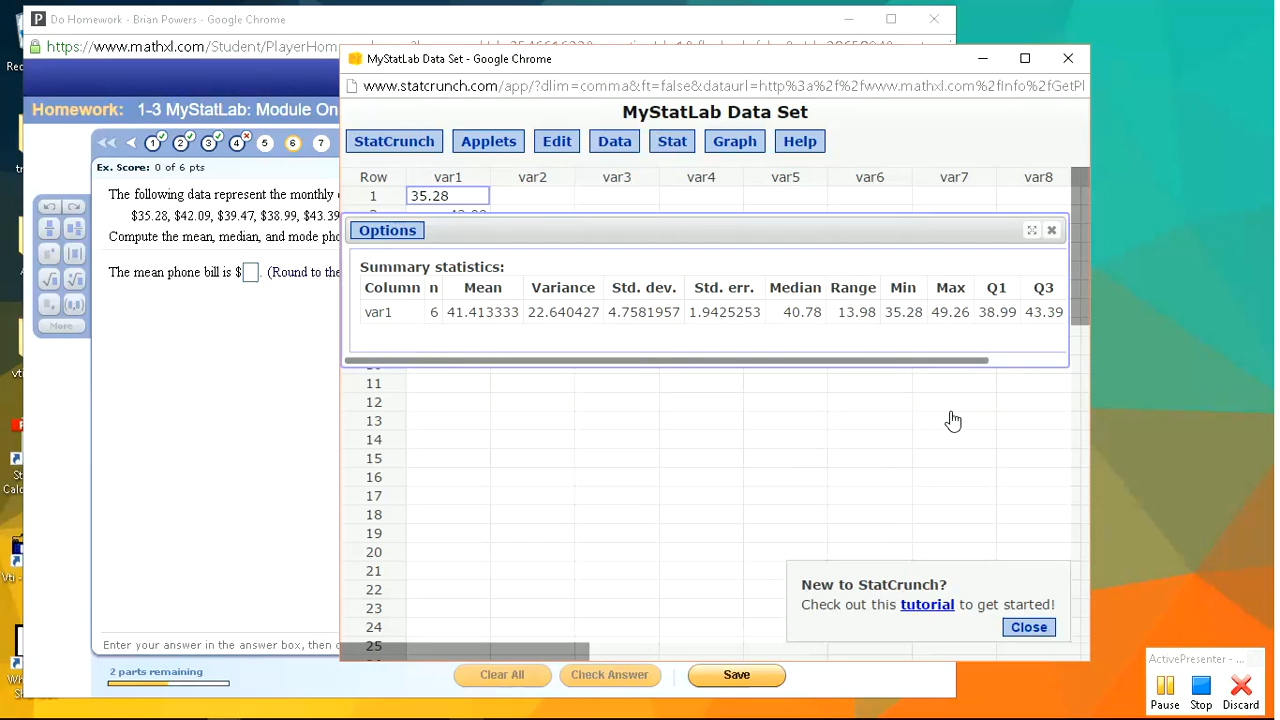 Do Homework - Brian Powers - Google Chrome
https://www.mathxl.com/Student/PlayerHom
MyStatLab Data Set - Google Chrome
www.statcrunch.com/app/?dlim=comma&ft=false&dataurl=http%3a%2f%2fwww.mathxl.com%2fInfo%2fGetPl
Homework: 1-3 MyStatLab: Module On
MyStatLab Data Set
StatCrunch Applets Edit Data Stat Graph Help
1 2 3 4 5 6 7
Ex. Score: 0 of 6 pts
Row var1 var2 var3 var4 var5 var6 var7 var8
1 35.28
The following data represent the monthly
$35.28, $42.09, $39.47, $38.99, $43.39
Compute the mean, median, and mode pho
The mean phone bill is $ . (Round to the
More
Options
Summary statistics:
Column n Mean Variance Std. dev. Std. err. Median Range Min Max Q1 Q3
var1 6 41.413333 22.640427 4.7581957 1.9425253 40.78 13.98 35.28 49.26 38.99 43.39
11
12
13
14
15
16
17
18
19
20
21
22
23
24
25
New to StatCrunch?
Check out this tutorial to get started!
Close
Enter your answer in the answer box, then c
2 parts remaining
Clear All Check Answer Save
ActivePresenter - ...
Pause Stop Discard